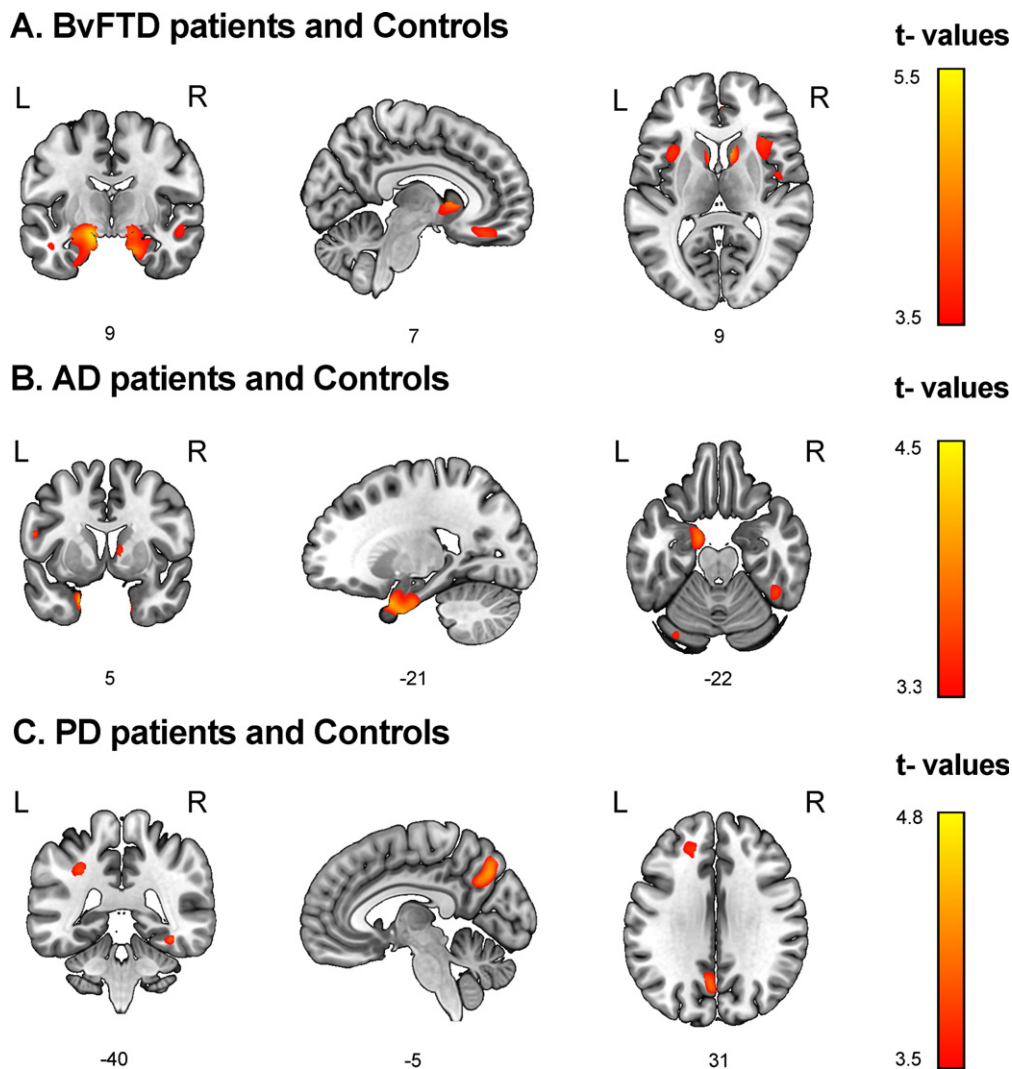 A. BvFTD patients and Controls
t- values
L R L R
5.5
3.5
9 7 9
B. AD patients and Controls
t- values
L R L R
4.5
3.3
5 -21 -22
C. PD patients and Controls
t- values
L R L R
4.8
3.5
-40 -5 31